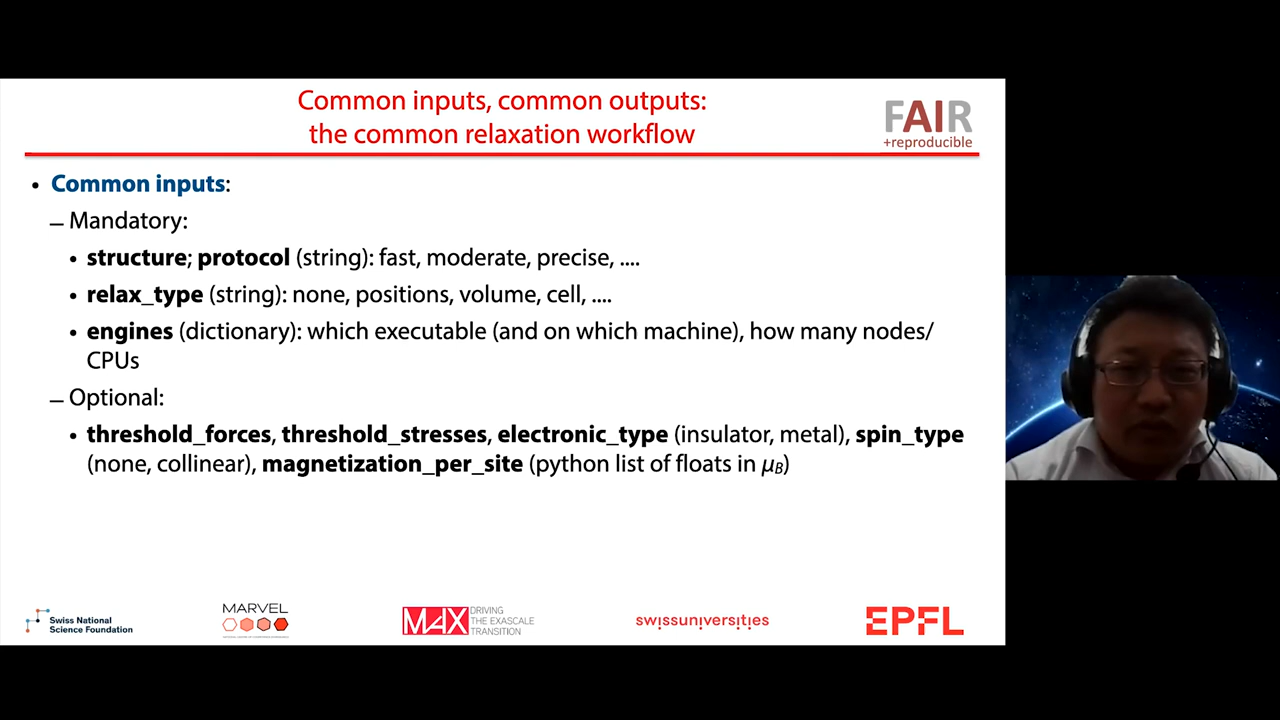 Common inputs, common outputs:
the common relaxation workflow
FAIR
+reproducible
• Common inputs:
– Mandatory:
• structure; protocol (string): fast, moderate, precise, ....
• relax_type (string): none, positions, volume, cell, ....
• engines (dictionary): which executable (and on which machine), how many nodes/
CPUs
– Optional:
• threshold_forces, threshold_stresses, electronic_type (insulator, metal), spin_type
(none, collinear), magnetization_per_site (python list of floats in μB)
Swiss National
Science Foundation
MARVEL
MAX
DRIVING
THE EXASCALE
TRANSITION
swissuniversities
EPFL